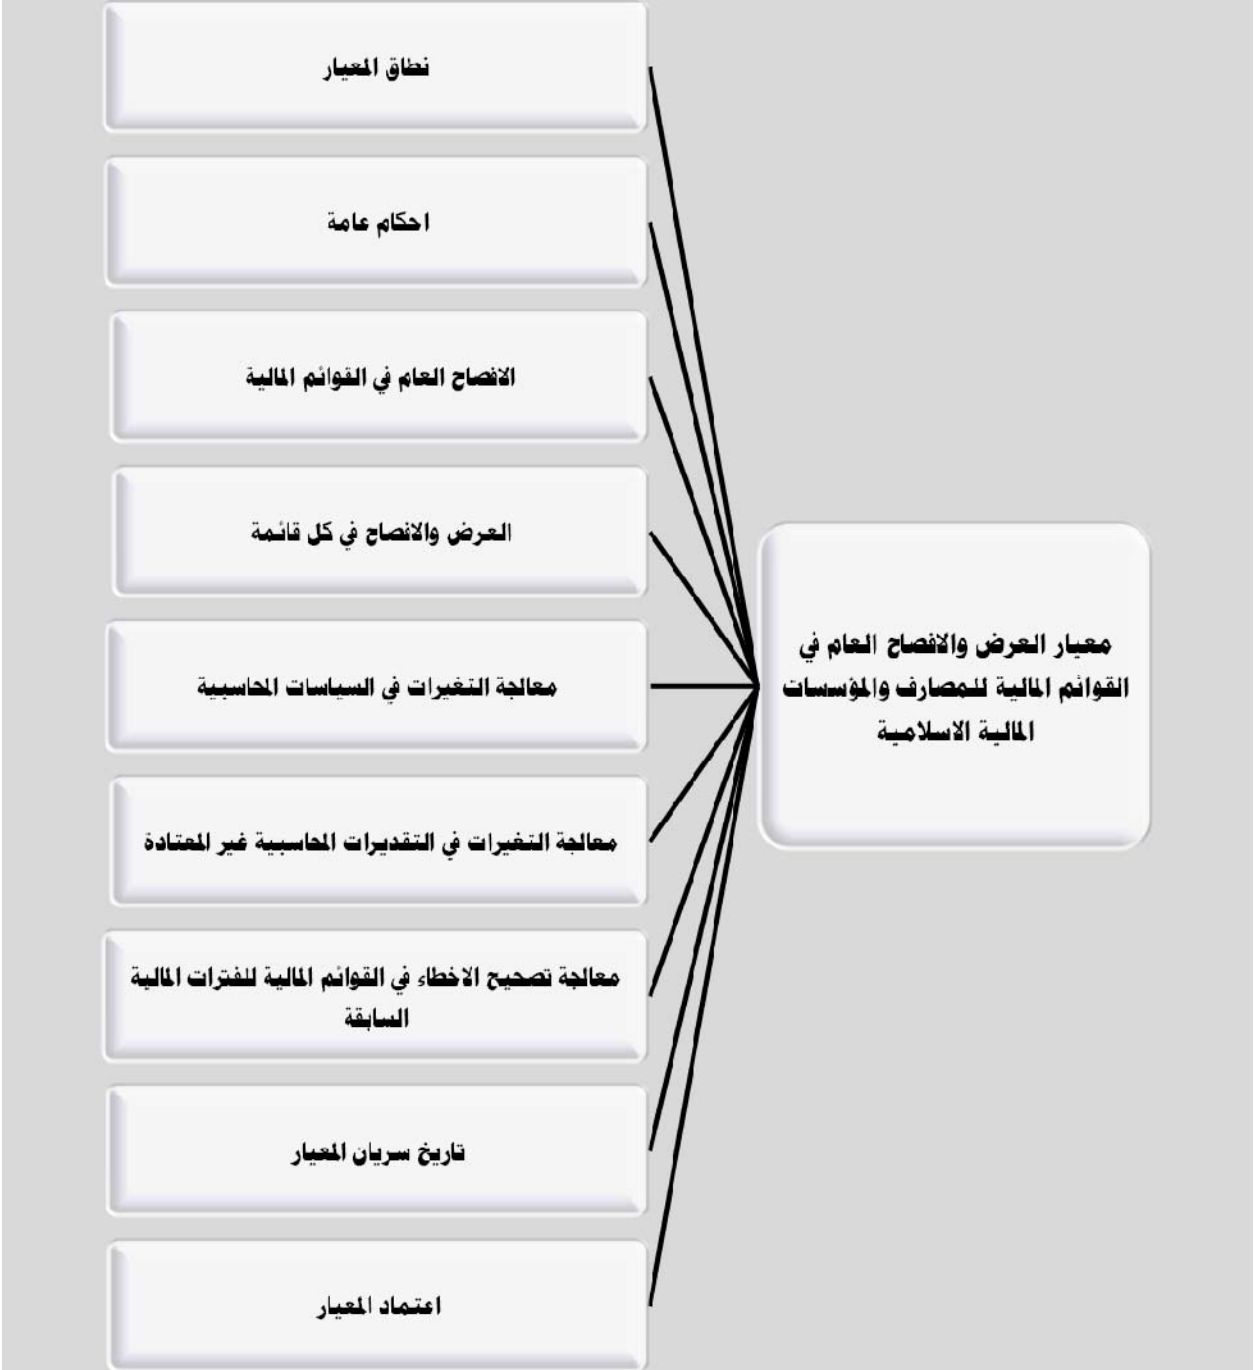 معيار العرض والافصاح العام في
القوائم المالية للمصارف والمؤسسات
المالية الاسلامية
نطاق المعيار
احكام عامة
الافصاح العام في القوائم المالية
العرض والافصاح في كل قائمة
معالجة التغيرات في السياسات المحاسبية
معالجة التغيرات في التقديرات المحاسبية غير المعتادة
معالجة تصحيح الاخطاء في القوائم المالية للفترات المالية
السابقة
تاريخ سريان المعيار
اعتماد المعيار